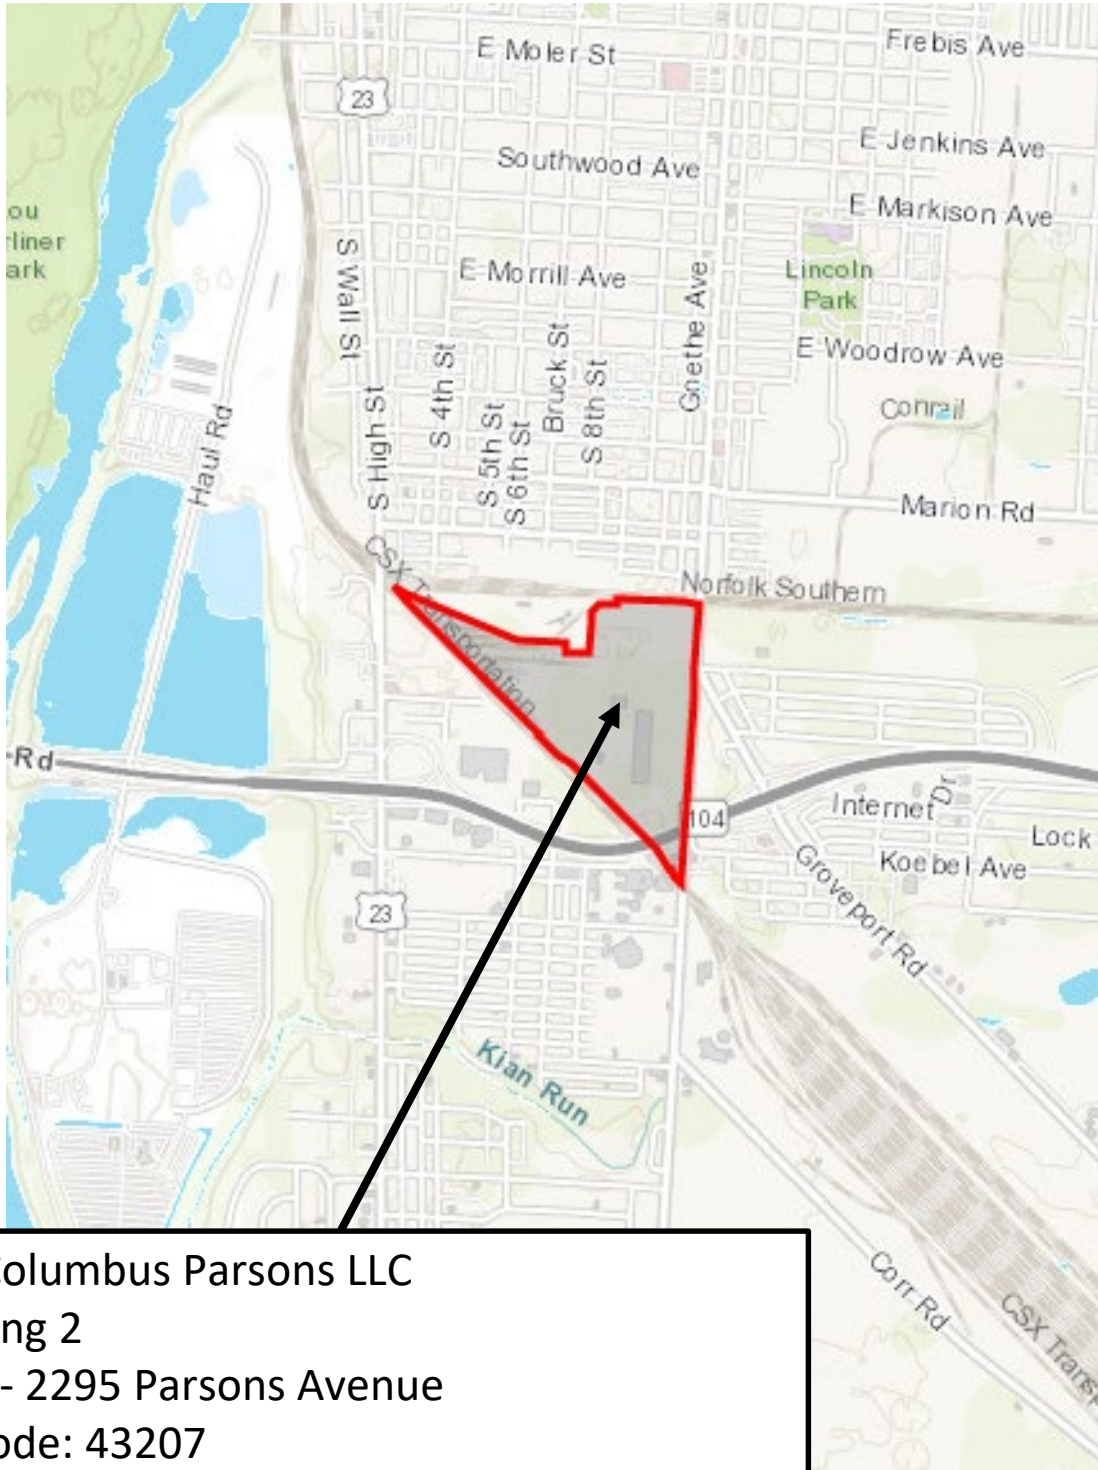 E Moler St
Frebis Ave
23
E Jenkins Ave
Southwood Ave
E Markison Ave
ou
rliner
ark
S Wall St
E Morrill Ave
Goethe Ave
Lincoln
Park
Bruck St
S 4th St
S 8th St
E Woodrow Ave
S High St
S 5th St
S 6th St
Conrail
Haul Rd
Marion Rd
CSX Transportation
Norfolk Southern
Rd
104
Internet Dr
Lock
Koebel Ave
Groveport Rd
23
Kian Run
Corr Rd
CSX Transp
Columbus Parsons LLC
ng 2
- 2295 Parsons Avenue
ode: 43207